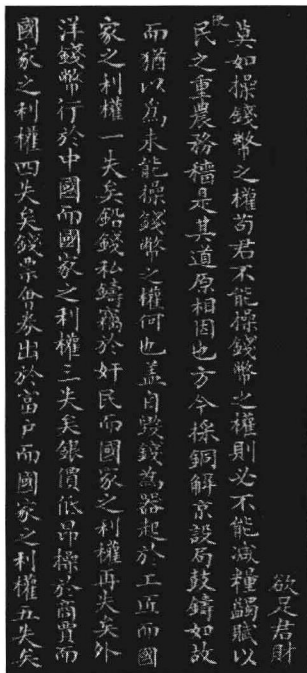 欲足君財
莫如操錢幣之權苟君不能操錢幣之權則必不能減糧蠲賦以
使民之重農務穡是其道原相因也方今採銅解京設局鼓鑄如故
而猶以為未能操錢幣之權何也盖自毀錢為器起於工匠而國
家之利權一失矣鉛錢私鑄竊於奸民而國家之利權再失矣外
洋錢幣行於中國而國家之利權三失矣銀價低昂操於商賈而
國家之利權四失矣錢票會券出於富户而國家之利權五失矣